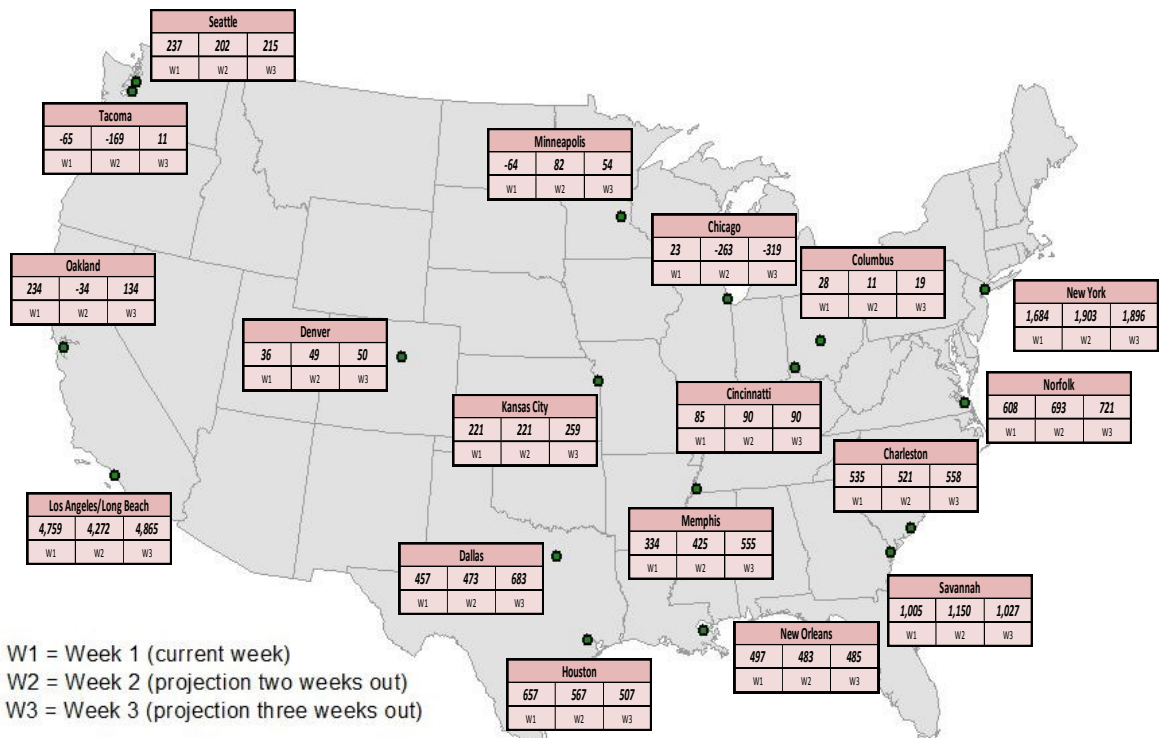 Seattle
237 202 215
W1 W2 W3
Tacoma
-65 -169 11
W1 W2 W3
Minneapolis
-64 82 54
W1 W2 W3
Chicago
23 -263 -319
W1 W2 W3
Columbus
28 11 19
W1 W2 W3
Oakland
234 -34 134
W1 W2 W3
New York
1,684 1,903 1,896
W1 W2 W3
Denver
36 49 50
W1 W2 W3
Norfolk
608 693 721
W1 W2 W3
Cincinnatti
85 90 90
W1 W2 W3
Kansas City
221 221 259
W1 W2 W3
Charleston
535 521 558
W1 W2 W3
Los Angeles/Long Beach
4,759 4,272 4,865
W1 W2 W3
Memphis
334 425 555
W1 W2 W3
Dallas
457 473 683
W1 W2 W3
Savannah
1,005 1,150 1,027
W1 W2 W3
New Orleans
497 483 485
W1 W2 W3
Houston
657 567 507
W1 W2 W3
W1 = Week 1 (current week)
W2 = Week 2 (projection two weeks out)
W3 = Week 3 (projection three weeks out)